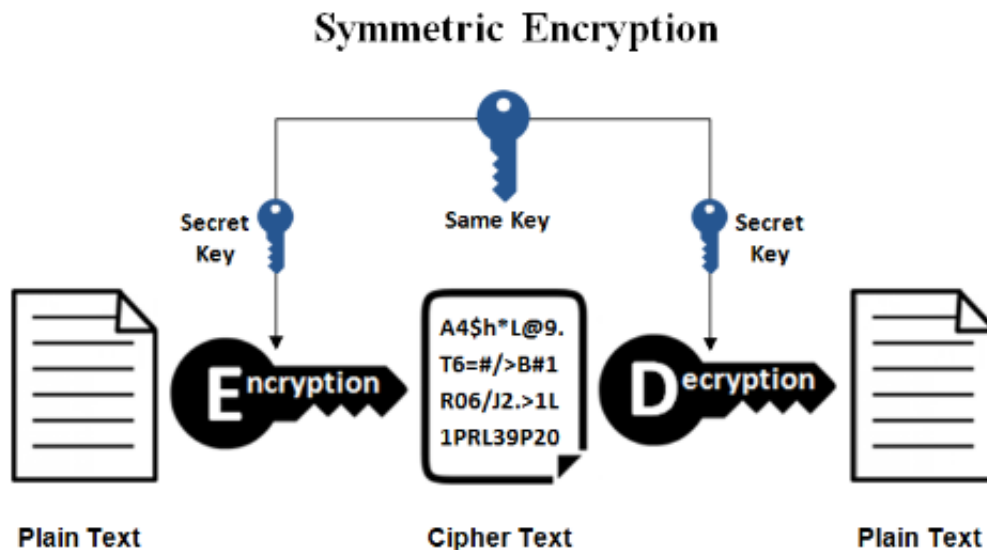 Symmetric Encryption
Same Key
Secret
Key
Secret
Key
Encryption
A4$h*L@9.
T6=#/>B#1
R06/J2.>1L
1PRL39P20
Decryption
Plain Text
Cipher Text
Plain Text